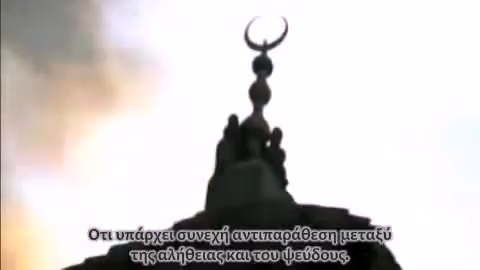 Οτι υπάρχει συνεχή αντιπαράθεση μεταξύ
της αλήθειας και του ψεύδους.